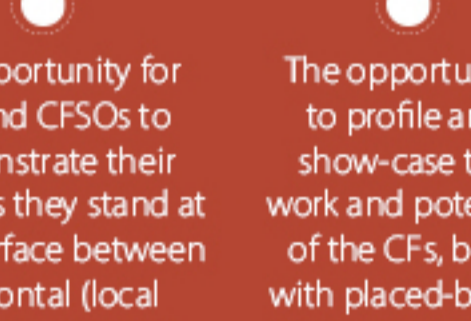 portunity for
nd CFSOs to
nstrate their
s they stand at
rface between
ontal (local
The opportu
to profile a
show-case t
work and pote
of the CFs, b
with placed-b